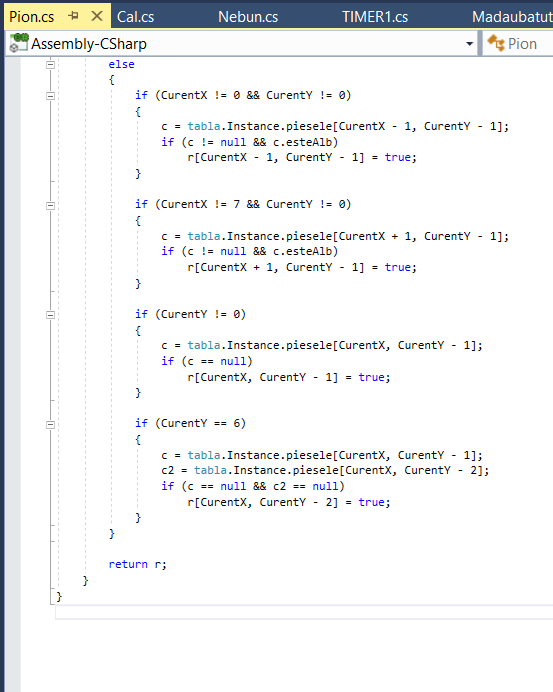 Pion.cs Cal.cs Nebun.cs TIMER1.cs Madaubatut
Assembly-CSharp Pion
else
{
if (CurentX != 0 && CurentY != 0)
{
c = tabla.Instance.piesele[CurentX - 1, CurentY - 1];
if (c != null && c.esteAlb)
r[CurentX - 1, CurentY - 1] = true;
}
if (CurentX != 7 && CurentY != 0)
{
c = tabla.Instance.piesele[CurentX + 1, CurentY - 1];
if (c != null && c.esteAlb)
r[CurentX + 1, CurentY - 1] = true;
}
if (CurentY != 0)
{
c = tabla.Instance.piesele[CurentX, CurentY - 1];
if (c == null)
r[CurentX, CurentY - 1] = true;
}
if (CurentY == 6)
{
c = tabla.Instance.piesele[CurentX, CurentY - 1];
c2 = tabla.Instance.piesele[CurentX, CurentY - 2];
if (c == null && c2 == null)
r[CurentX, CurentY - 2] = true;
}
}
return r;
}
}